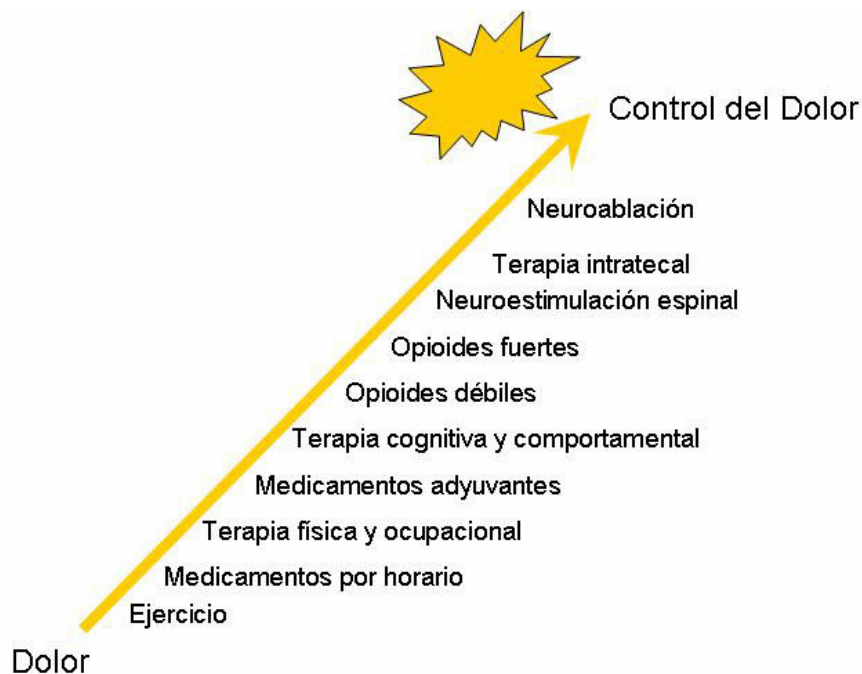 Control del Dolor
Neuroablación
Terapia intratecal
Neuroestimulación espinal
Opioides fuertes
Opioides débiles
Terapia cognitiva y comportamental
Medicamentos adyuvantes
Terapia física y ocupacional
Medicamentos por horario
Ejercicio
Dolor